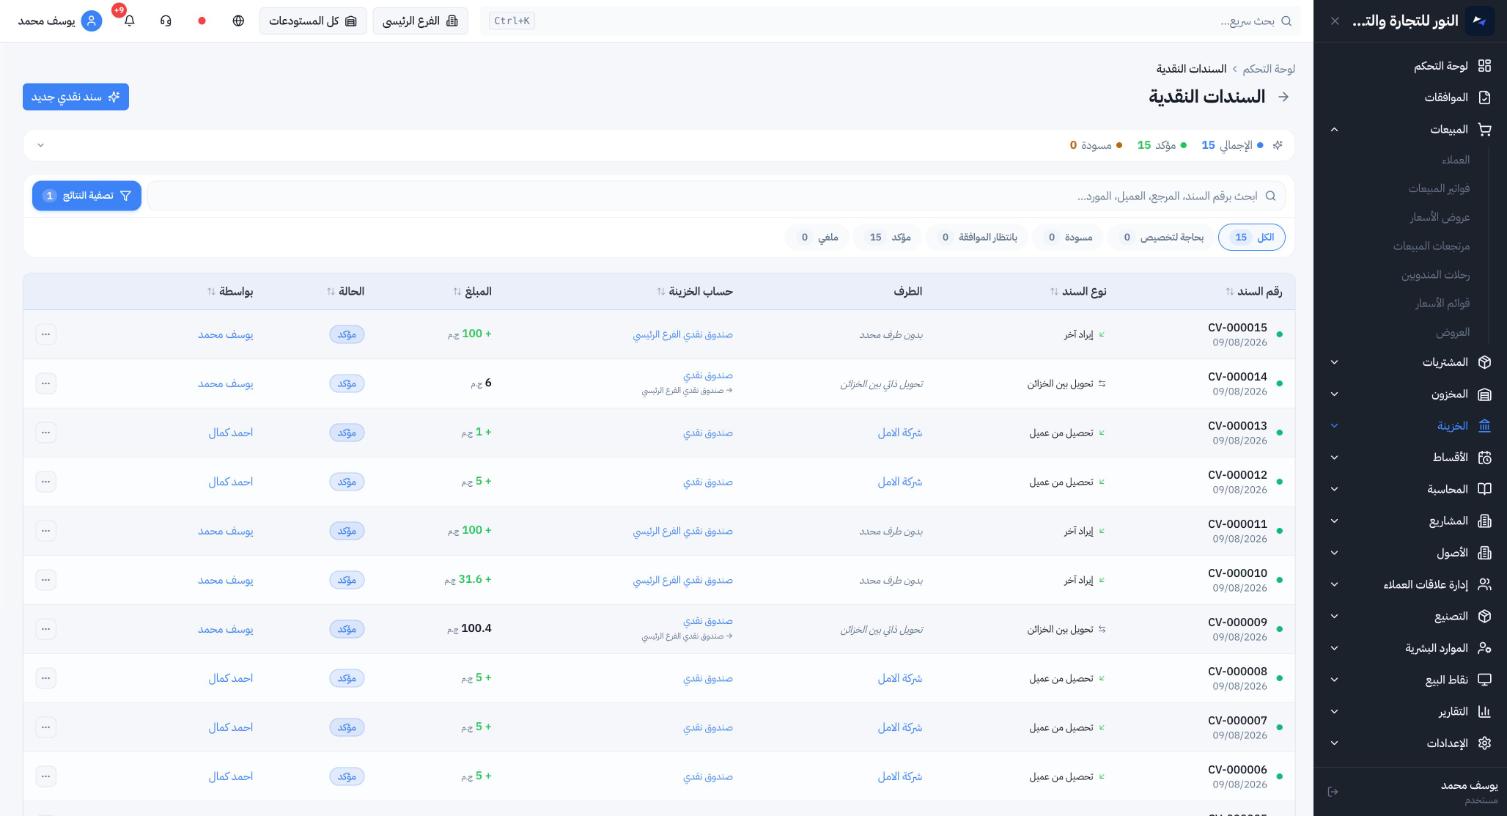 النور للتجارة والتـ...
لوحة التحكم
الموافقات
المبيعات
العملاء
فواتير المبيعات
عروض الأسعار
مرتجعات المبيعات
رحلات المندوبين
قوائم الأسعار
العروض
المشتريات
المخزون
الخزينة
الأقساط
المحاسبة
المشاريع
الأصول
إدارة علاقات العملاء
التصنيع
الموارد البشرية
نقاط البيع
التقارير
الإعدادات
يوسف محمد
مستخدم
بحث سريع... Ctrl+K
الفرع الرئيسي
كل المستودعات
9+
يوسف محمد
لوحة التحكم السندات النقدية
السندات النقدية
سند نقدي جديد
الإجمالي 15 مؤكد 15 مسودة 0
ابحث برقم السند، المرجع، العميل، المورد...
تصفية النتائج 1
الكل 15 بحاجة لتخصيص 0 مسودة 0 بانتظار الموافقة 0 مؤكد 15 ملغي 0
رقم السند نوع السند الطرف حساب الخزينة المبلغ الحالة بواسطة
CV-000015 إيراد آخر بدون طرف محدد صندوق نقدي الفرع الرئيسي + 100 ج.م مؤكد يوسف محمد
09/08/2026
CV-000014 تحويل بين الخزائن تحويل ذاتي بين الخزائن صندوق نقدي 6 ج.م مؤكد يوسف محمد
09/08/2026 → صندوق نقدي الفرع الرئيسي
CV-000013 تحصيل من عميل شركة الامل صندوق نقدي + 1 ج.م مؤكد احمد كمال
09/08/2026
CV-000012 تحصيل من عميل شركة الامل صندوق نقدي + 5 ج.م مؤكد احمد كمال
09/08/2026
CV-000011 إيراد آخر بدون طرف محدد صندوق نقدي الفرع الرئيسي + 100 ج.م مؤكد يوسف محمد
09/08/2026
CV-000010 إيراد آخر بدون طرف محدد صندوق نقدي الفرع الرئيسي + 31.6 ج.م مؤكد يوسف محمد
09/08/2026
CV-000009 تحويل بين الخزائن تحويل ذاتي بين الخزائن صندوق نقدي 100.4 ج.م مؤكد يوسف محمد
09/08/2026 → صندوق نقدي الفرع الرئيسي
CV-000008 تحصيل من عميل شركة الامل صندوق نقدي + 5 ج.م مؤكد احمد كمال
09/08/2026
CV-000007 تحصيل من عميل شركة الامل صندوق نقدي + 5 ج.م مؤكد احمد كمال
09/08/2026
CV-000006 تحصيل من عميل شركة الامل صندوق نقدي + 5 ج.م مؤكد احمد كمال
09/08/2026